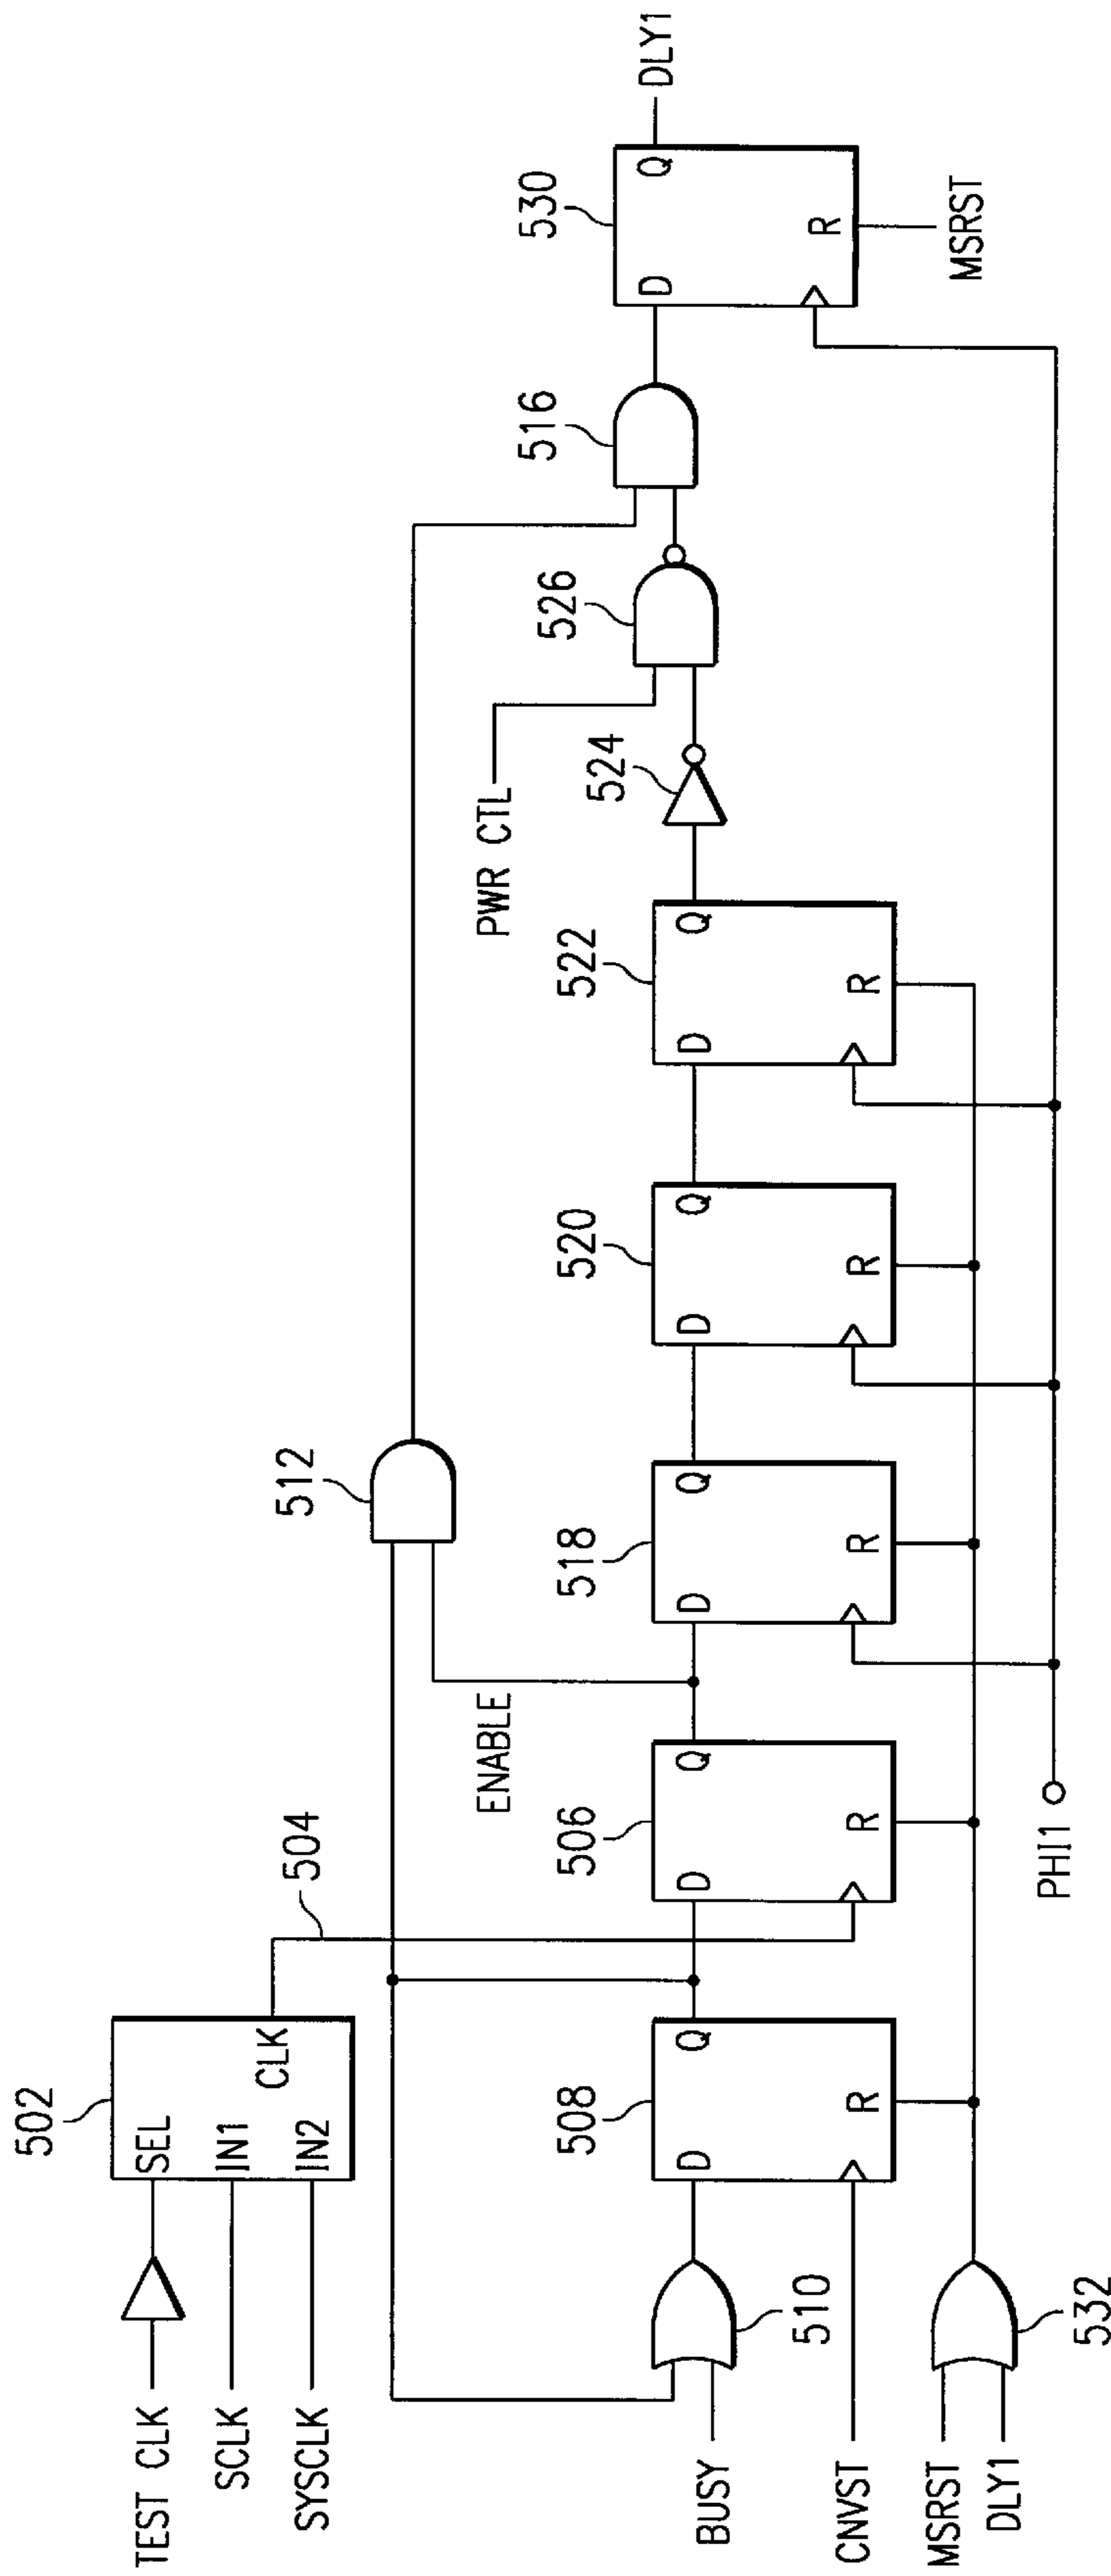 TEST CLK
SCLK
SYSCLK
502
SEL
IN1
IN2
CLK
504
512
ENABLE
BUSY
510
CNVST
MSRST
DLY1
532
508
D
Q
R
506
D
Q
R
518
D
Q
R
520
D
Q
R
522
D
Q
R
PHI1
524
PWR CTL
526
516
530
D
Q
R
DLY1
MSRST